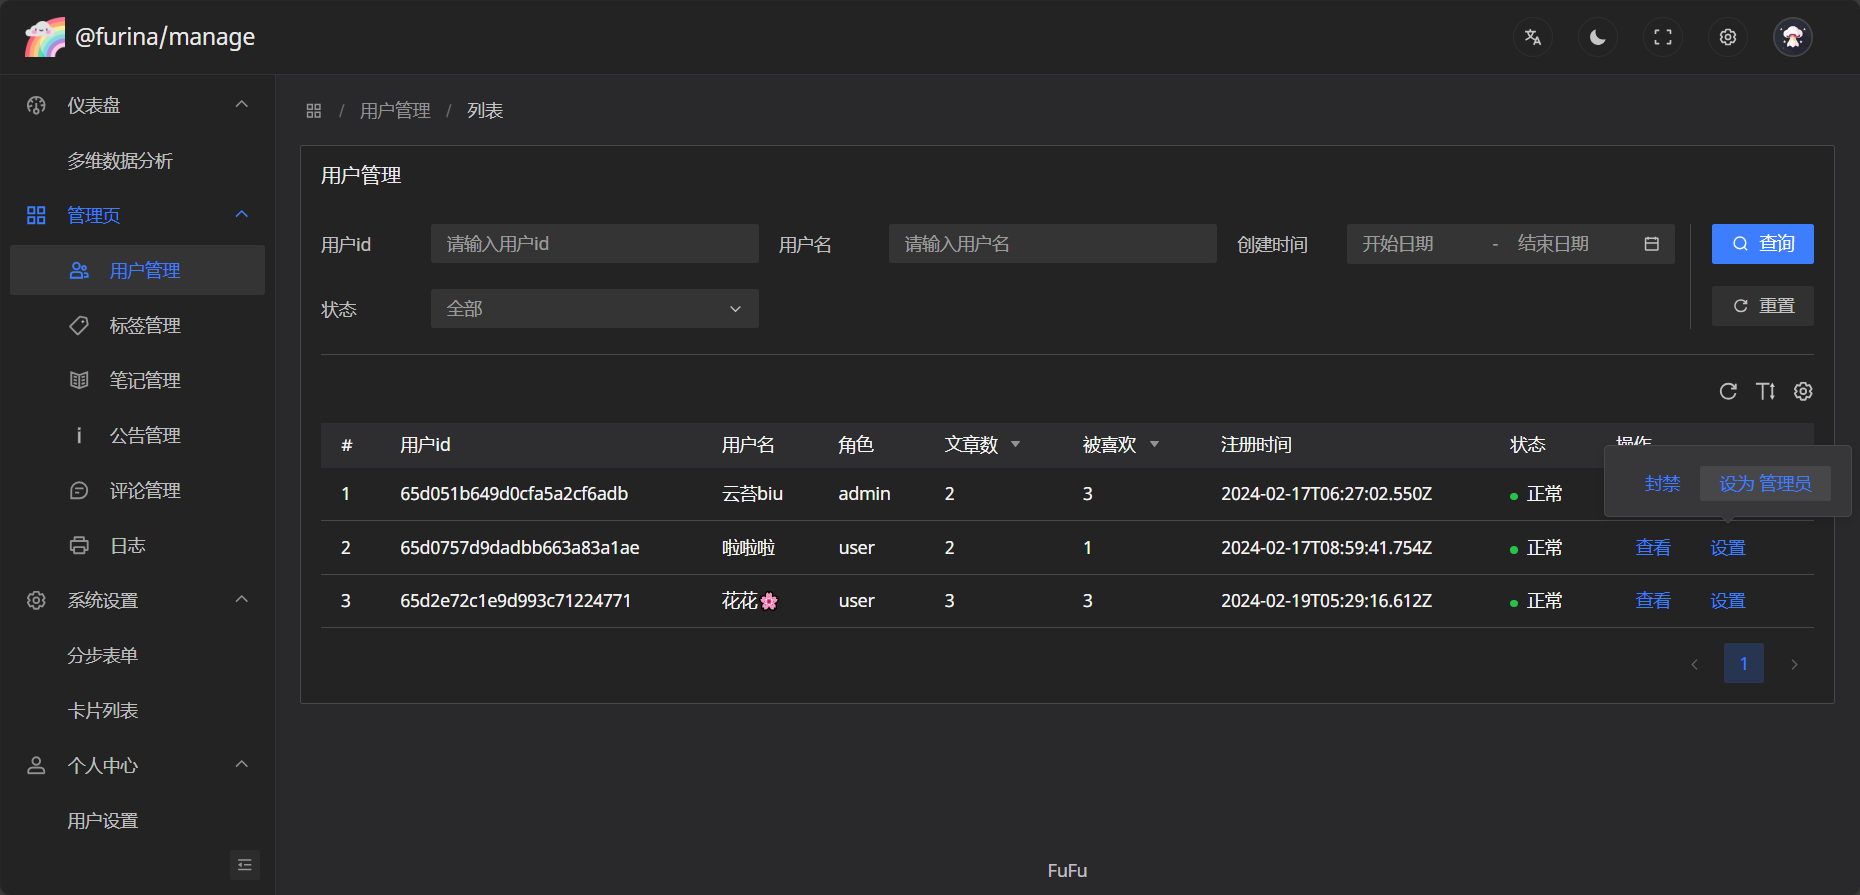 @furina/manage
仪表盘
多维数据分析
管理页
用户管理
标签管理
笔记管理
公告管理
评论管理
日志
系统设置
分步表单
卡片列表
个人中心
用户设置
/ 用户管理 / 列表
用户管理
用户id 请输入用户id 用户名 请输入用户名 创建时间 开始日期 - 结束日期 查询
状态 全部 重置
# 用户id 用户名 角色 文章数 被喜欢 注册时间 状态 操作
封禁 设为 管理员
1 65d051b649d0cfa5a2cf6adb 云苔biu admin 2 3 2024-02-17T06:27:02.550Z 正常
2 65d0757d9dadbb663a83a1ae 啦啦啦 user 2 1 2024-02-17T08:59:41.754Z 正常 查看 设置
3 65d2e72c1e9d993c71224771 花花🌸 user 3 3 2024-02-19T05:29:16.612Z 正常 查看 设置
1
FuFu